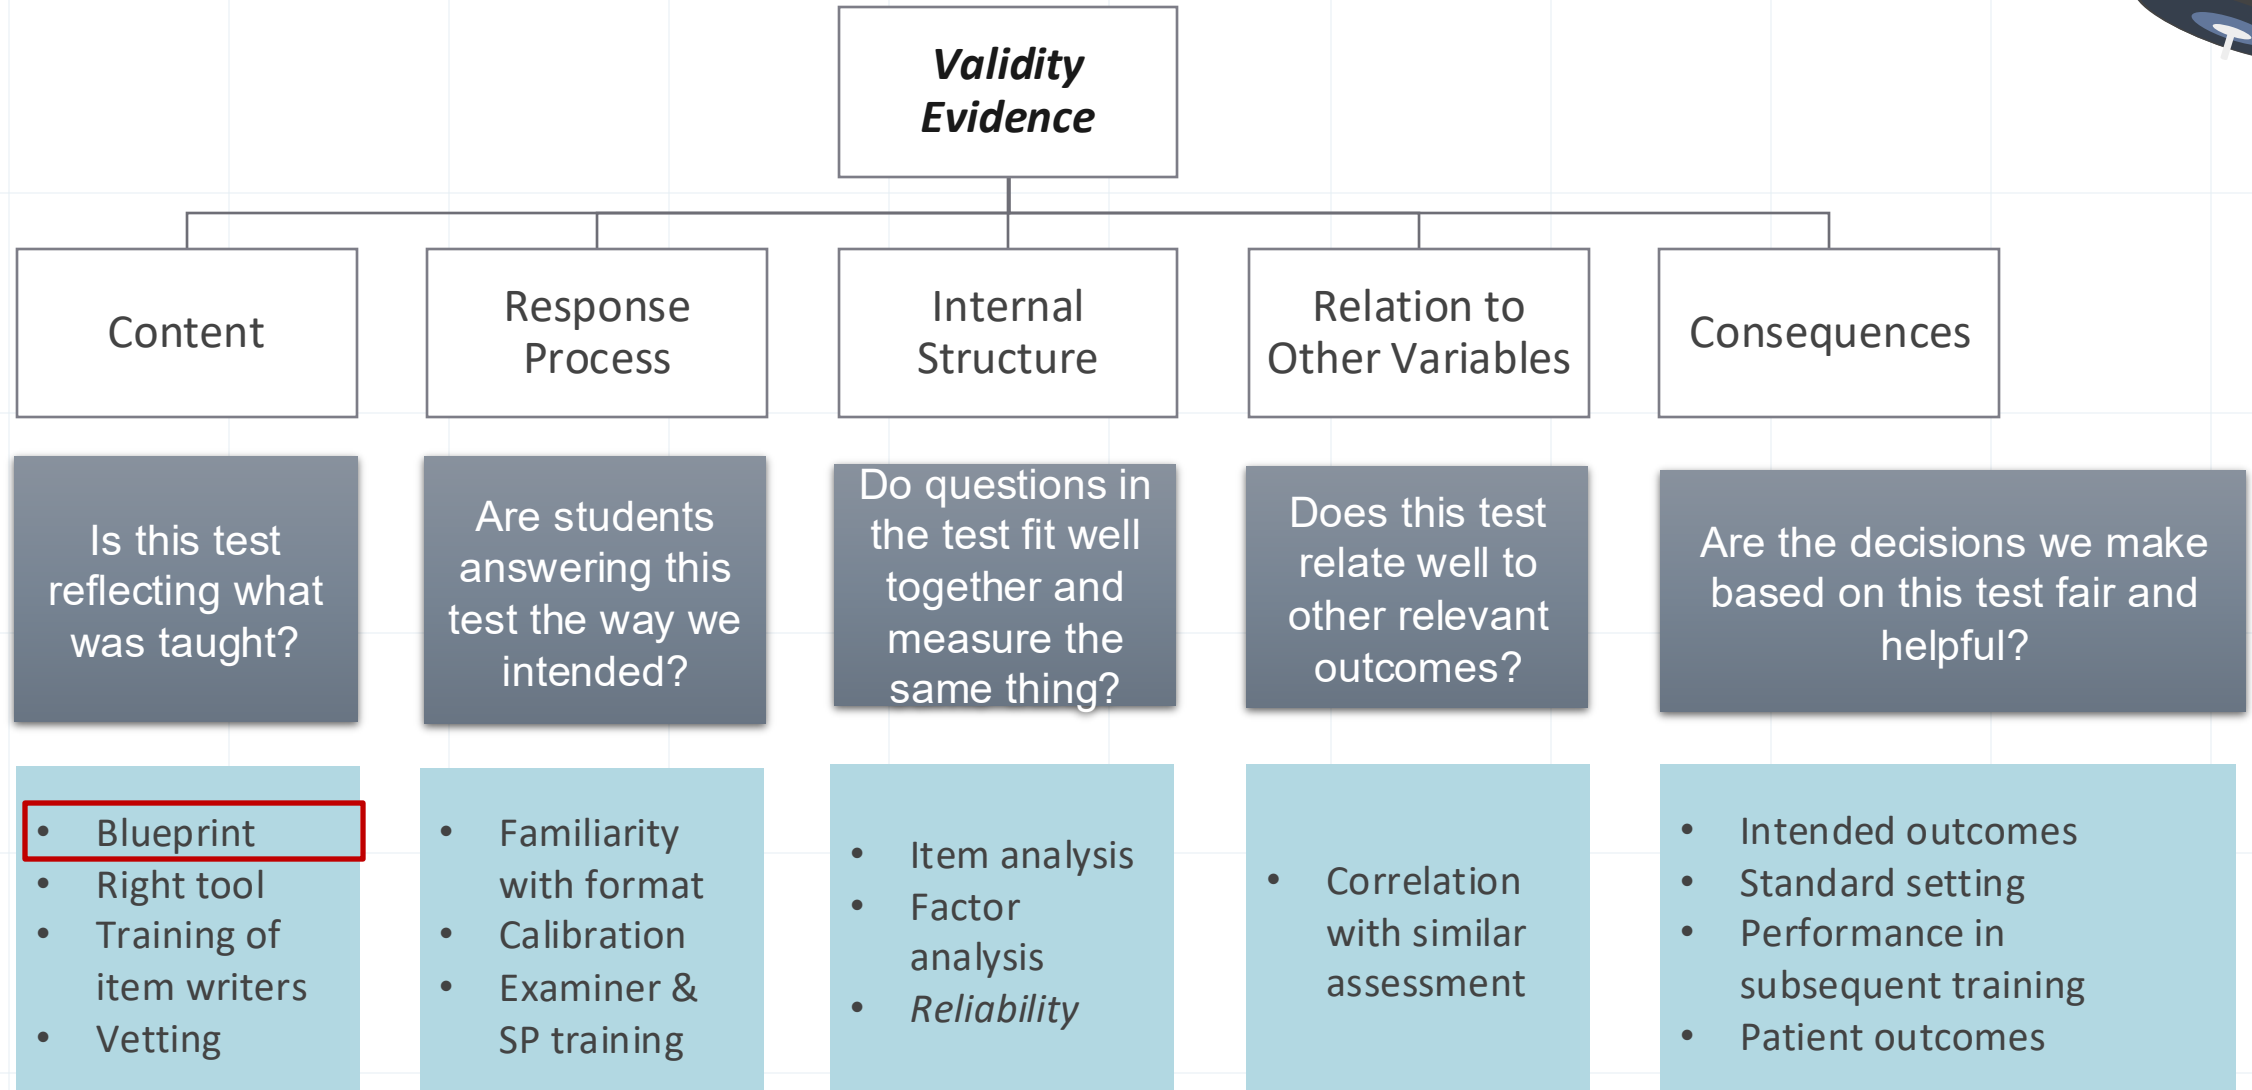 Validity
Evidence
Content
Response
Process
Internal
Structure
Relation to
Other Variables
Consequences
Is this test
reflecting what
was taught?
Are students
answering this
test the way we
intended?
Do questions in
the test fit well
together and
measure the
same thing?
Does this test
relate well to
other relevant
outcomes?
Are the decisions we make
based on this test fair and
helpful?
• Blueprint
• Right tool
• Training of
item writers
• Vetting
• Familiarity
with format
• Calibration
• Examiner &
SP training
• Item analysis
• Factor
analysis
• Reliability
• Correlation
with similar
assessment
• Intended outcomes
• Standard setting
• Performance in
subsequent training
• Patient outcomes